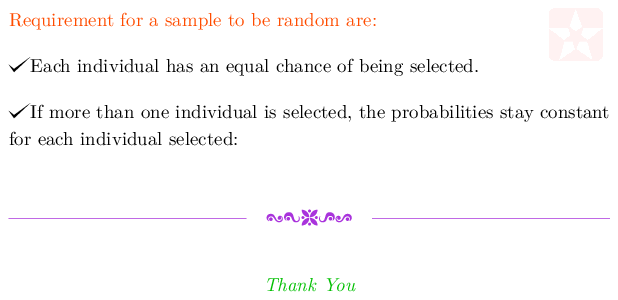 Requirement for a sample to be random are:
✓Each individual has an equal chance of being selected.
✓If more than one individual is selected, the probabilities stay constant
for each individual selected:
Thank You